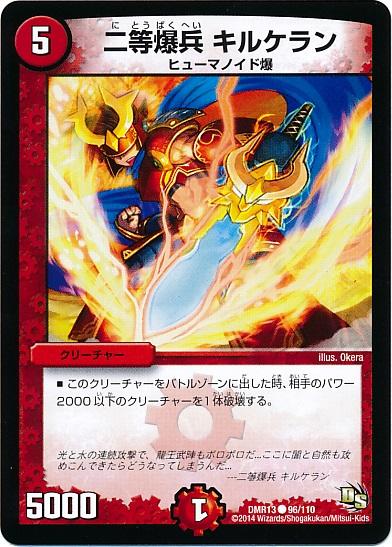 5
にとうばくへい
二等爆兵 キルケラン
ヒューマノイド爆
クリーチャー
illus. Okera
■ このクリーチャーをバトルゾーンに出した時、相手のパワー
2000以下のクリーチャーを1体破壊する。
光と水の連続攻撃で、龍王武陣もボロボロだ…ここに闇と自然も攻
めこんできたらどうなってしまうんだ…
---二等爆兵 キルケラン
5000
1
DMR13 ● 96/110
©2014 Wizards/Shogakukan/Mitsui-Kids
DS